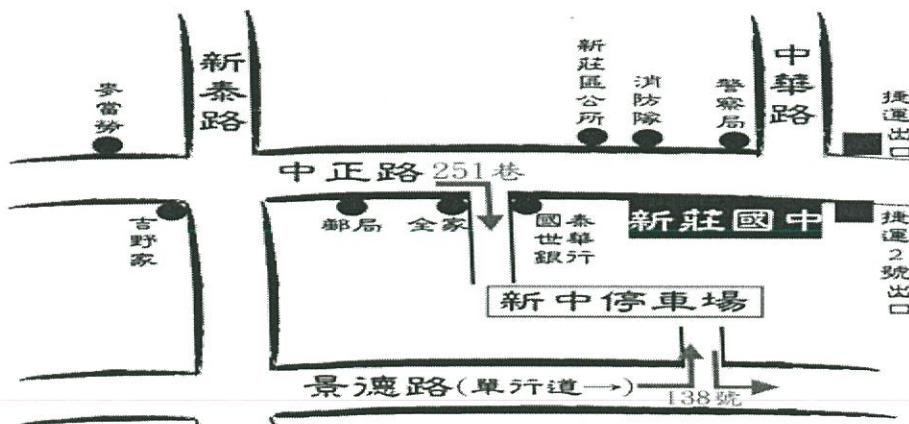 新泰路
中華路
麥當勞
新莊區公所
消防隊
警察局
捷運出口
中正路 251巷
吉野家
郵局
全家
國泰世華銀行
新莊國中
捷運2號出口
新中停車場
景德路(單行道→)
138號